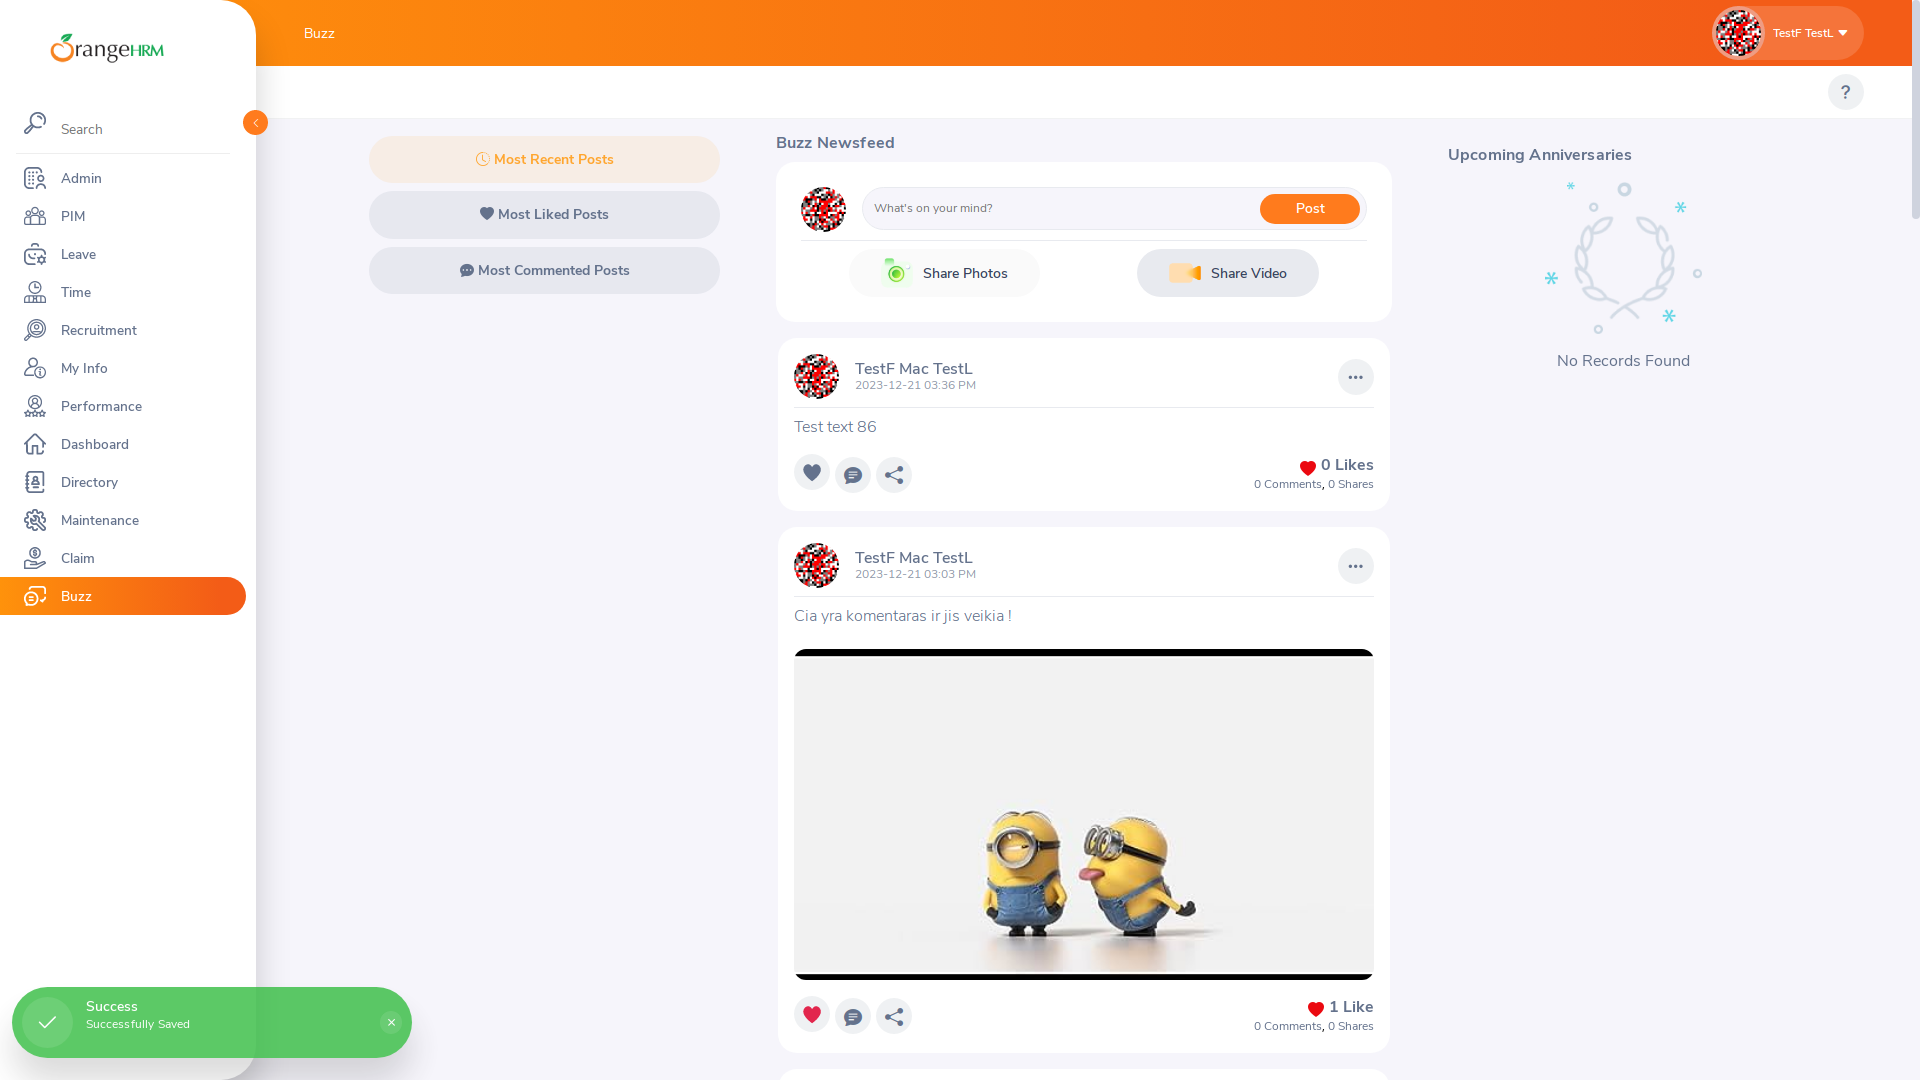 OrangeHRM
Search
Admin
PIM
Leave
Time
Recruitment
My Info
Performance
Dashboard
Directory
Maintenance
Claim
Buzz
Buzz
TestF TestL
?
Most Recent Posts
Most Liked Posts
Most Commented Posts
Buzz Newsfeed
What's on your mind?
Post
Share Photos
Share Video
TestF Mac TestL
2023-12-21 03:36 PM
Test text 86
0 Likes
0 Comments, 0 Shares
TestF Mac TestL
2023-12-21 03:03 PM
Cia yra komentaras ir jis veikia !
1 Like
0 Comments, 0 Shares
Upcoming Anniversaries
No Records Found
Success
Successfully Saved